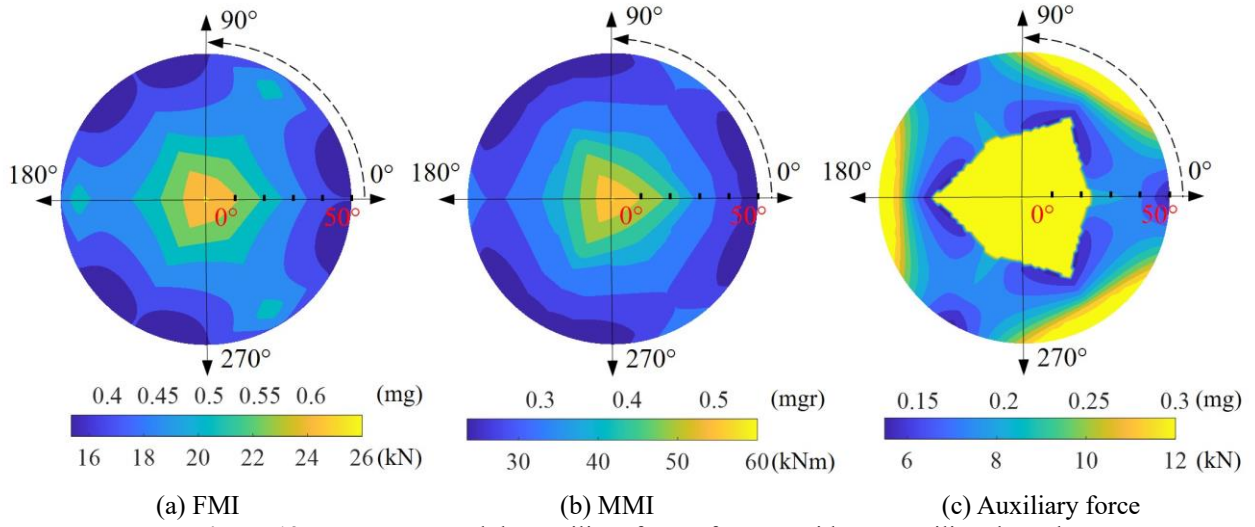 90° 90° 90°
180° 0° 180° 0° 180° 0°
0° 50° 0° 50° 0° 50°
270° 270° 270°
0.4 0.45 0.5 0.55 0.6 (mg) 0.3 0.4 0.5 (mgr) 0.15 0.2 0.25 0.3 (mg)
16 18 20 22 24 26 (kN) 30 40 50 60 (kNm) 6 8 10 12 (kN)
(a) FMI (b) MMI (c) Auxiliary force